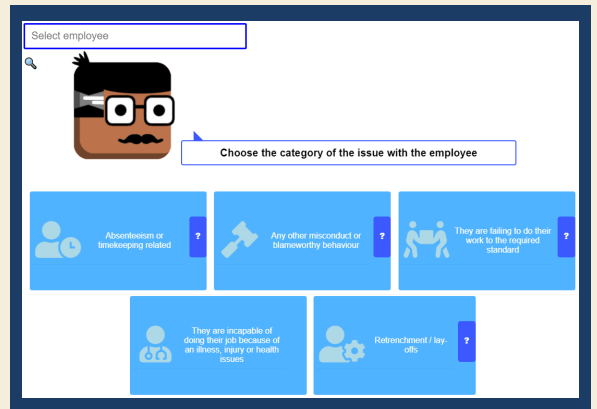 Select employee
Choose the category of the issue with the employee
Absenteeism or
timekeeping related
?
Any other misconduct or
blameworthy behaviour
?
They are failing to do their
work to the required
standard
?
They are incapable of
doing their job because of
an illness, injury or health
issues
Retrenchment / lay-
offs
?